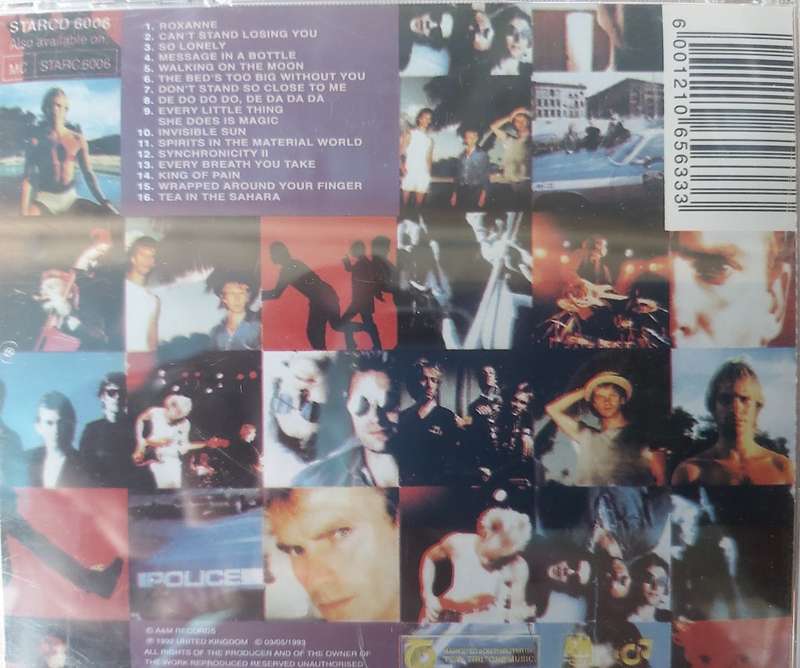 STARCD 6006
Also available on:
MC STARC 6006
1. ROXANNE
2. CAN'T STAND LOSING YOU
3. SO LONELY
4. MESSAGE IN A BOTTLE
5. WALKING ON THE MOON
6. THE BED'S TOO BIG WITHOUT YOU
7. DON'T STAND SO CLOSE TO ME
8. DE DO DO DO, DE DA DA DA
9. EVERY LITTLE THING
SHE DOES IS MAGIC
10. INVISIBLE SUN
11. SPIRITS IN THE MATERIAL WORLD
12. SYNCHRONICITY II
13. EVERY BREATH YOU TAKE
14. KING OF PAIN
15. WRAPPED AROUND YOUR FINGER
16. TEA IN THE SAHARA
6 001210 656333
POLICE
© A&M RECORDS
℗ 1992 UNITED KINGDOM © 03/05/1993
ALL RIGHTS OF THE PRODUCER AND OF THE OWNER OF
THE WORK REPRODUCED RESERVED UNAUTHORISED
MUSIC.